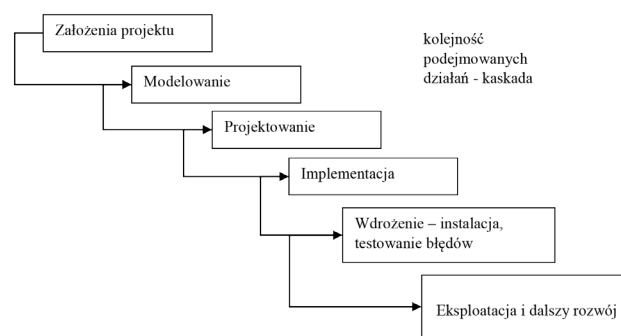 Założenia projektu
kolejność
podejmowanych
działań - kaskada
Modelowanie
Projektowanie
Implementacja
Wdrożenie – instalacja,
testowanie błędów
Eksploatacja i dalszy rozwój